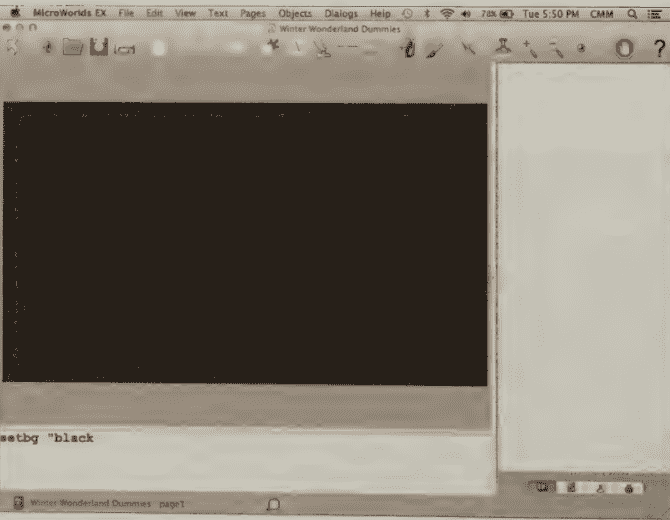 MicroWorlds EX File Edit View Text Pages Objects Dialogs Help 78% Tue 5:50 PM CMM
Winter Wonderland Dummies
?
setbg "black
Winter Wonderland Dummies page1